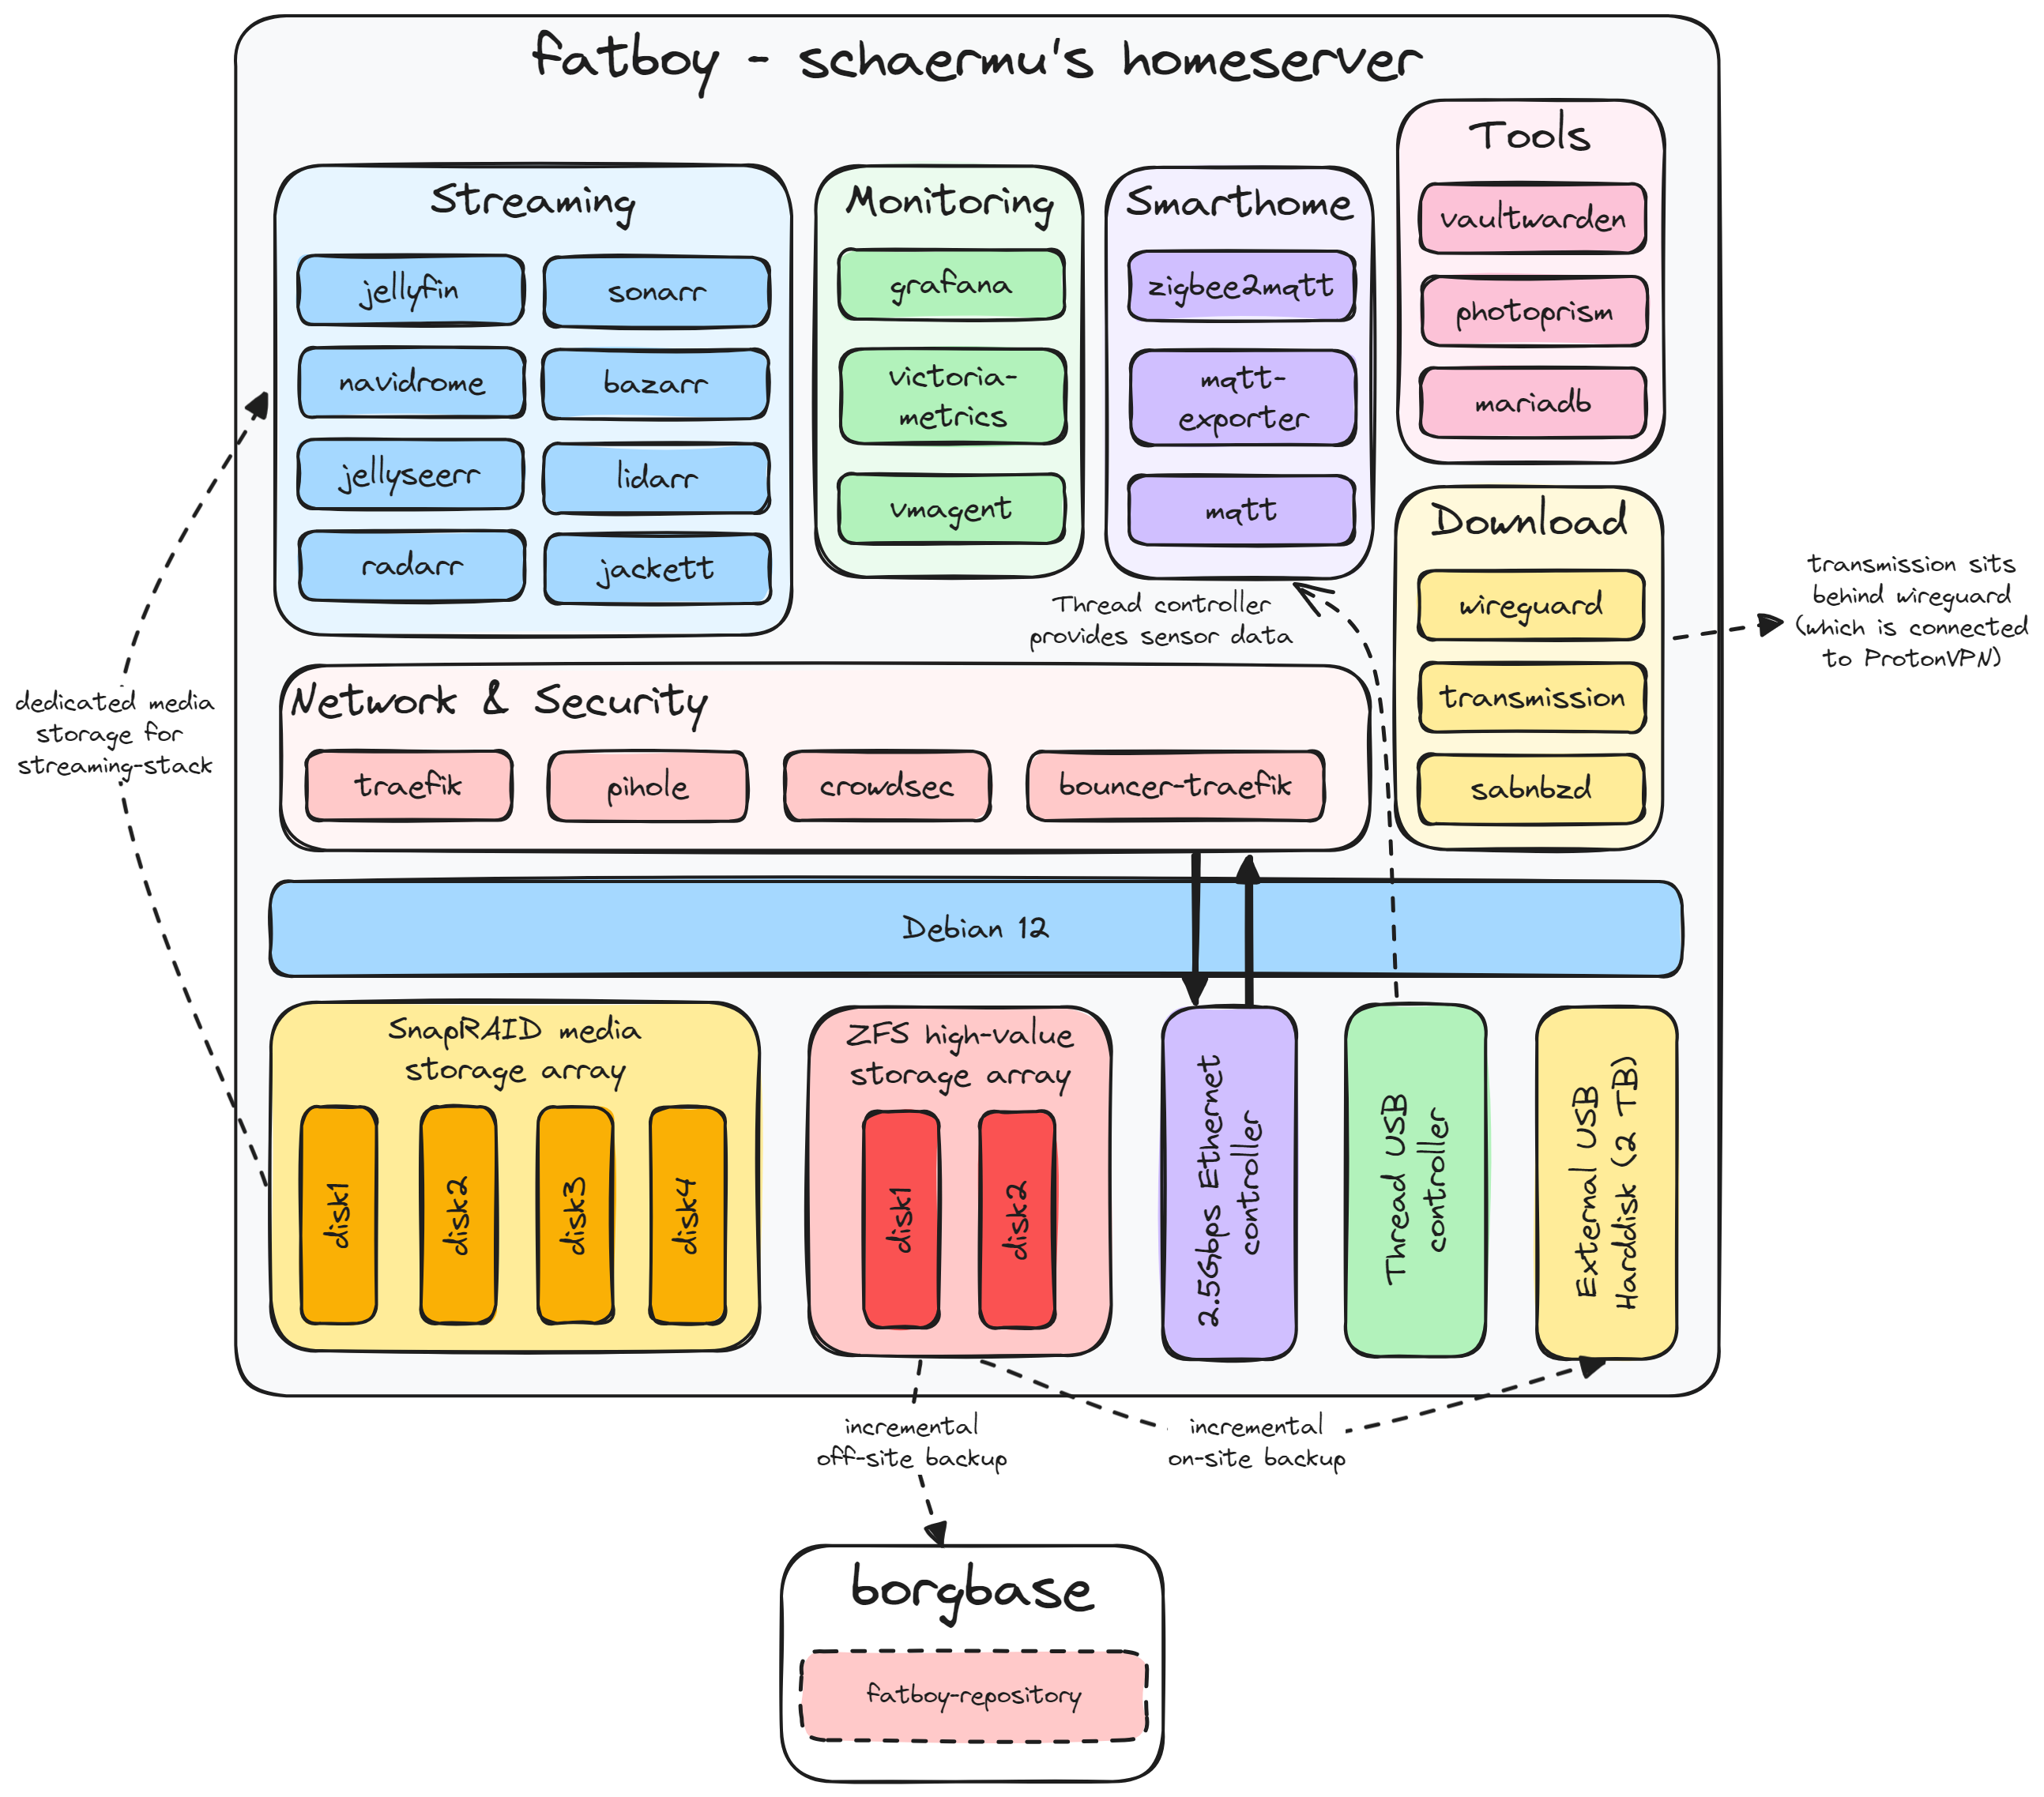 fatboy - schaermu's homeserver
Streaming
jellyfin
sonarr
navidrome
bazarr
jellyseerr
lidarr
radarr
jackett
Monitoring
grafana
victoria-
metrics
vmagent
Smarthome
zigbee2mqtt
mqtt-
exporter
mqtt
Tools
vaultwarden
photoprism
mariadb
Download
wireguard
transmission
sabnbzd
transmission sits
behind wireguard
(which is connected
to ProtonVPN)
Thread controller
provides sensor data
dedicated media
storage for
streaming-stack
Network & Security
traefik
pihole
crowdsec
bouncer-traefik
Debian 12
SnapRAID media
storage array
disk1
disk2
disk3
disk4
ZFS high-value
storage array
disk1
disk2
2.5Gbps Ethernet
controller
Thread USB
controller
External USB
Harddisk (2 TB)
incremental
off-site backup
incremental
on-site backup
borgbase
fatboy-repository